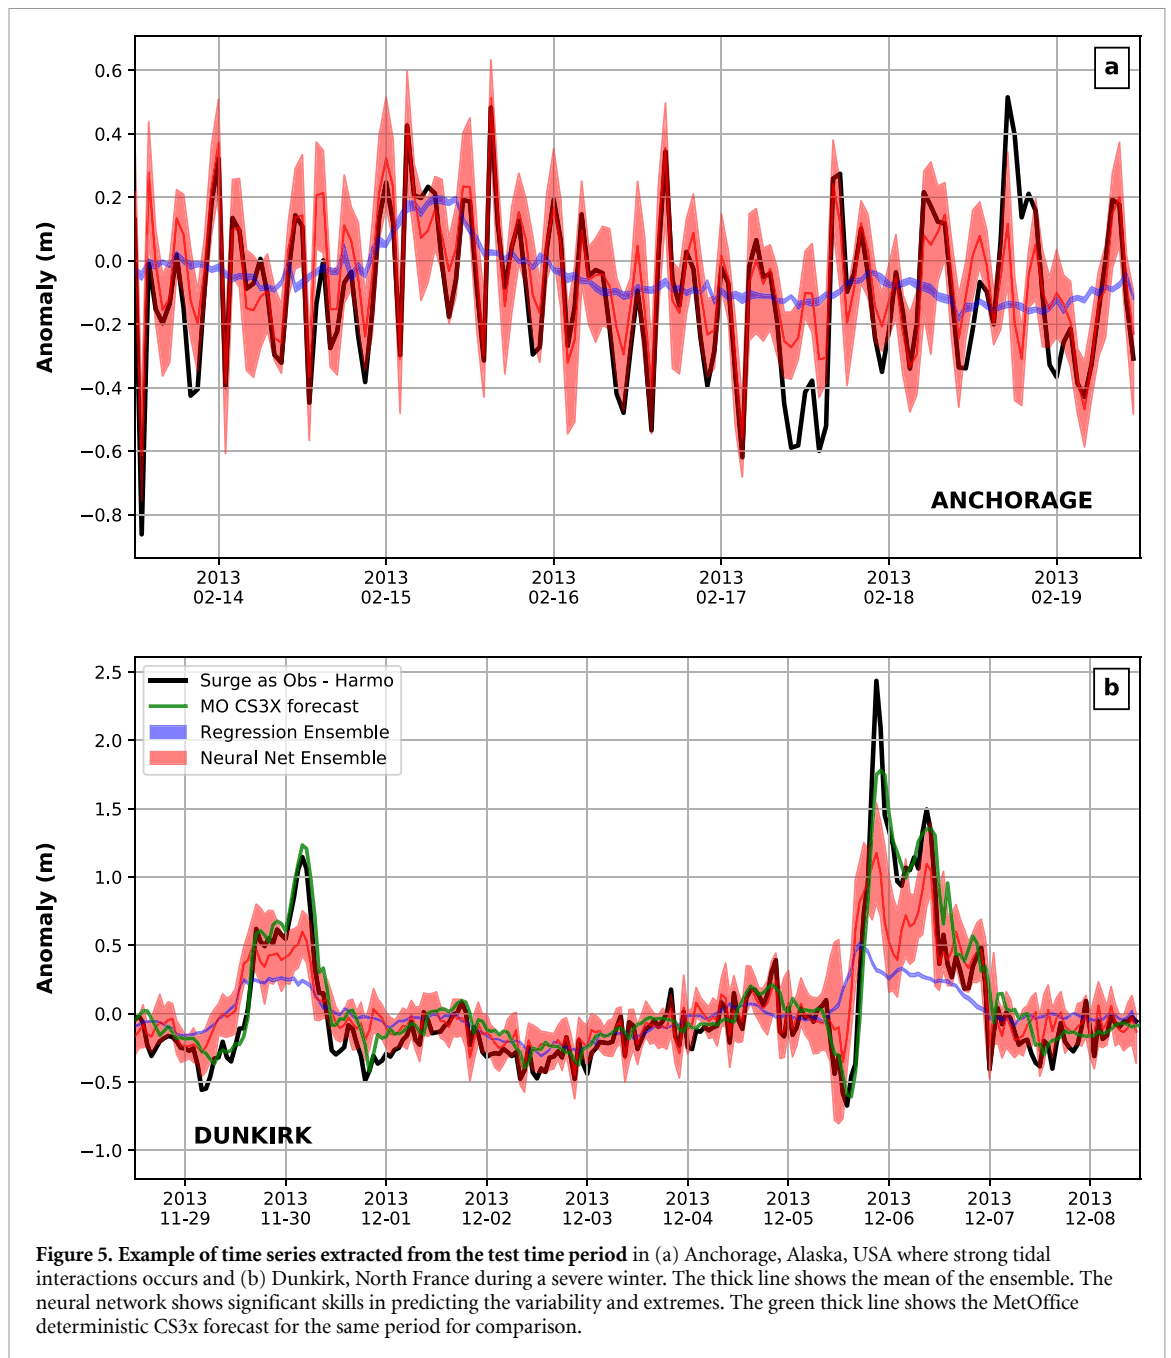 a
0.6
0.4
0.2
0.0
−0.2
−0.4
−0.6
−0.8
Anomaly (m)
ANCHORAGE
2013 2013 2013 2013 2013 2013
02-14 02-15 02-16 02-17 02-18 02-19
b
2.5
2.0
1.5
1.0
0.5
0.0
−0.5
−1.0
Anomaly (m)
Surge as Obs - Harmo
MO CS3X forecast
Regression Ensemble
Neural Net Ensemble
DUNKIRK
2013 2013 2013 2013 2013 2013 2013 2013 2013 2013
11-29 11-30 12-01 12-02 12-03 12-04 12-05 12-06 12-07 12-08
Figure 5. Example of time series extracted from the test time period in (a) Anchorage, Alaska, USA where strong tidal
interactions occurs and (b) Dunkirk, North France during a severe winter. The thick line shows the mean of the ensemble. The
neural network shows significant skills in predicting the variability and extremes. The green thick line shows the MetOffice
deterministic CS3x forecast for the same period for comparison.